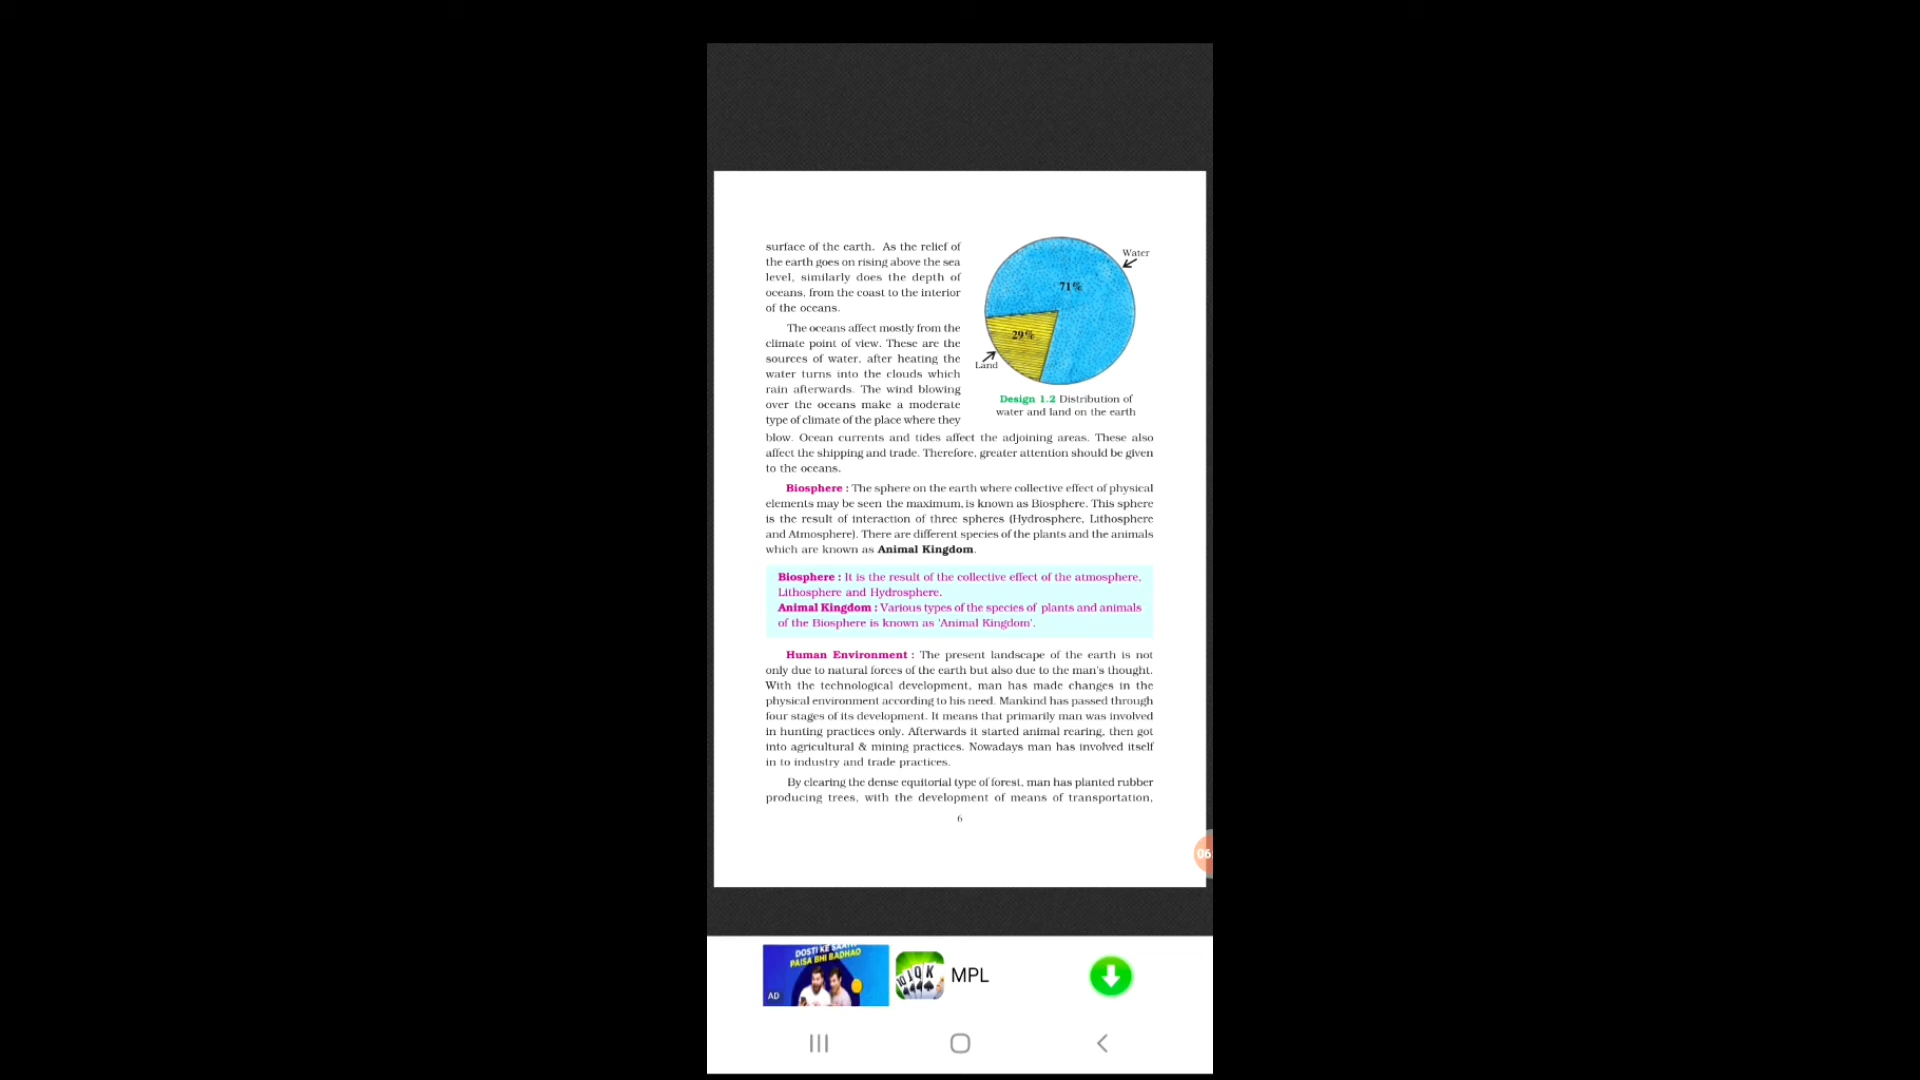 surface of the earth. As the relief of
the earth goes on rising above the sea
level, similarly does the depth of
oceans, from the coast to the interior
of the oceans.
The oceans affect mostly from the
climate point of view. These are the
sources of water, after heating the
water turns into the clouds which
rain afterwards. The wind blowing
over the oceans make a moderate
type of climate of the place where they
Water
71%
29%
Land
Design 1.2 Distribution of
water and land on the earth
blow. Ocean currents and tides affect the adjoining areas. These also
affect the shipping and trade. Therefore, greater attention should be given
to the oceans.
Biosphere : The sphere on the earth where collective effect of physical
elements may be seen the maximum, is known as Biosphere. This sphere
is the result of interaction of three spheres (Hydrosphere, Lithosphere
and Atmosphere). There are different species of the plants and the animals
which are known as Animal Kingdom.
Biosphere : It is the result of the collective effect of the atmosphere,
Lithosphere and Hydrosphere.
Animal Kingdom : Various types of the species of plants and animals
of the Biosphere is known as 'Animal Kingdom'.
Human Environment : The present landscape of the earth is not
only due to natural forces of the earth but also due to the man's thought.
With the technological development, man has made changes in the
physical environment according to his need. Mankind has passed through
four stages of its development. It means that primarily man was involved
in hunting practices only. Afterwards it started animal rearing, then got
into agricultural & mining practices. Nowadays man has involved itself
in to industry and trade practices.
By clearing the dense equitorial type of forest, man has planted rubber
producing trees, with the development of means of transportation,
6
06
DOSTI KE SAATH
PAISA BHI BADHAO
AD
10 J Q K
MPL